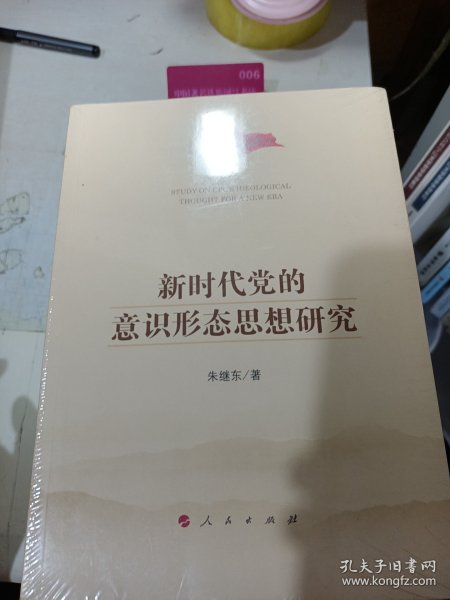 006
STUDY ON CPC'S IDEOLOGICAL
THOUGHT FOR A NEW ERA
新时代党的
意识形态思想研究
朱继东/著
人民出版社
孔夫子旧书网
www.kongfz.com